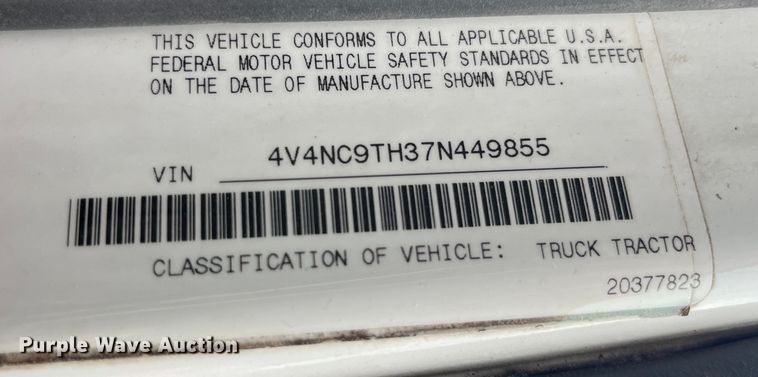 THIS VEHICLE CONFORMS TO ALL APPLICABLE U.S.A.
FEDERAL MOTOR VEHICLE SAFETY STANDARDS IN EFFECT
ON THE DATE OF MANUFACTURE SHOWN ABOVE.
VIN 4V4NC9TH37N449855
CLASSIFICATION OF VEHICLE: TRUCK TRACTOR
20377823
Purple Wave Auction